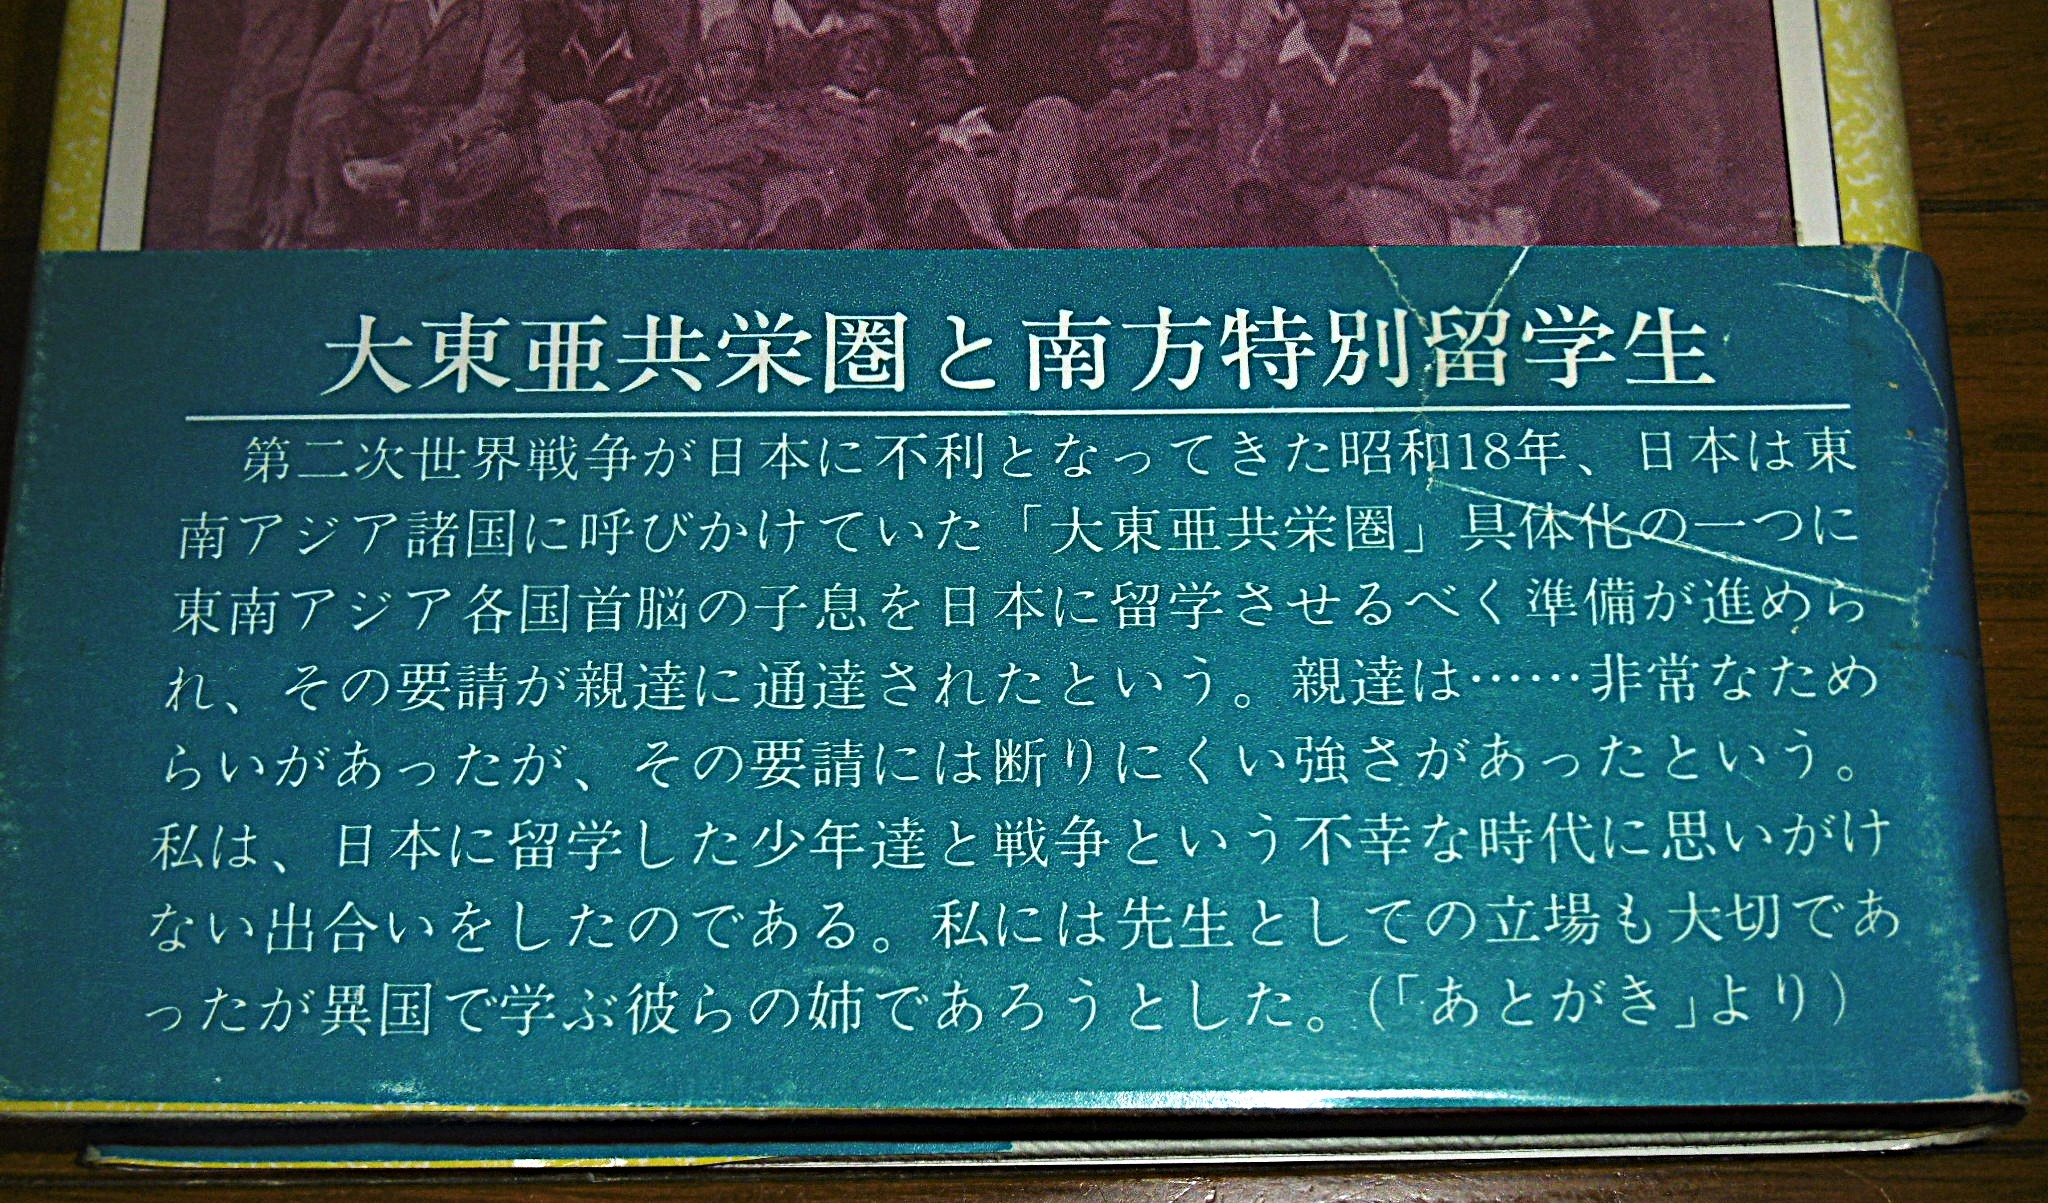 大東亜共栄圏と南方特別留学生
第二次世界戦争が日本に不利となってきた昭和18年、日本は東
南アジア諸国に呼びかけていた「大東亜共栄圏」具体化の一つに
東南アジア各国首脳の子息を日本に留学させるべく準備が進めら
れ、その要請が親達に通達されたという。親達は……非常なため
らいがあったが、その要請には断りにくい強さがあったという。
私は、日本に留学した少年達と戦争という不幸な時代に思いがけ
ない出合いをしたのである。私には先生としての立場も大切であ
ったが異国で学ぶ彼らの姉であろうとした。(「あとがき」より)